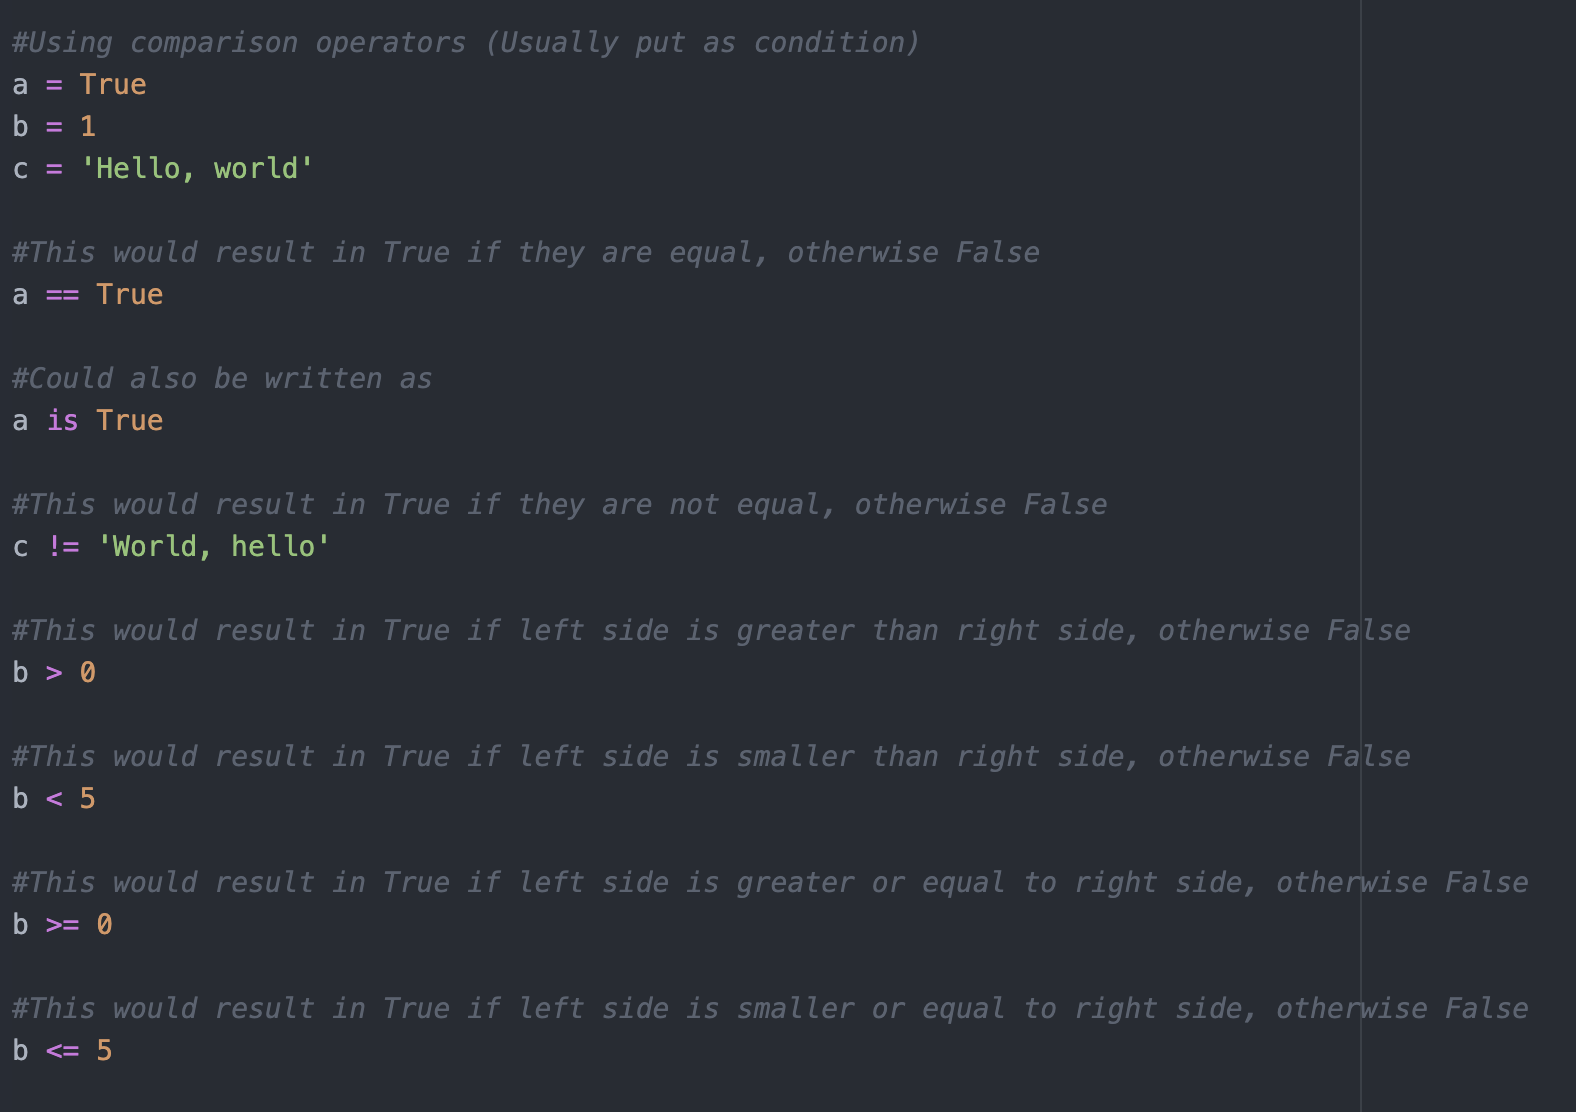 #Using comparison operators (Usually put as condition)
a = True
b = 1
c = 'Hello, world'
#This would result in True if they are equal, otherwise False
a == True
#Could also be written as
a is True
#This would result in True if they are not equal, otherwise False
c != 'World, hello'
#This would result in True if left side is greater than right side, otherwise False
b > 0
#This would result in True if left side is smaller than right side, otherwise False
b < 5
#This would result in True if left side is greater or equal to right side, otherwise False
b >= 0
#This would result in True if left side is smaller or equal to right side, otherwise False
b <= 5